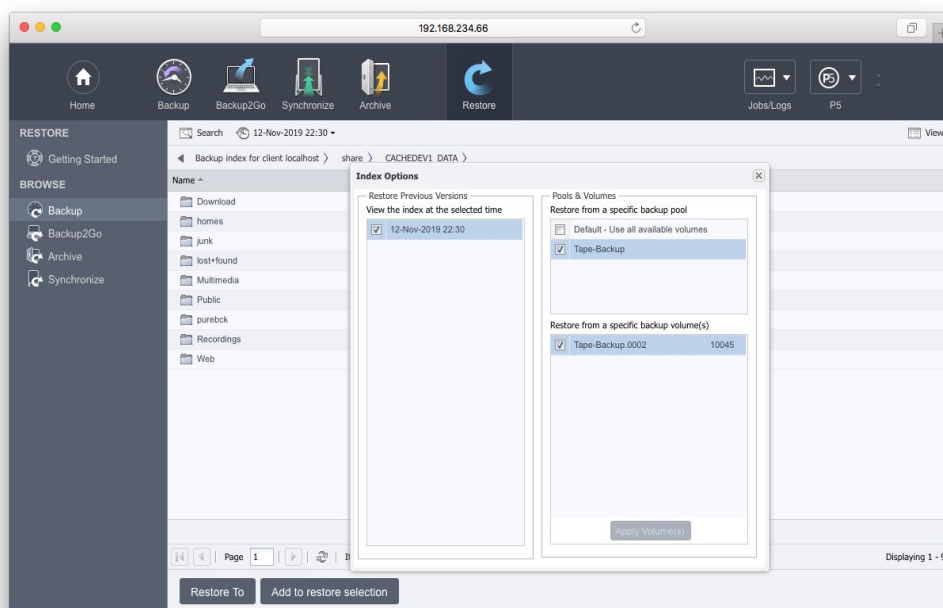 192.168.234.66
Home
Backup
Backup2Go
Synchronize
Archive
Restore
Jobs/Logs
P5
P5
RESTORE
Getting Started
BROWSE
Backup
Backup2Go
Archive
Synchronize
Search 12-Nov-2019 22:30
View
Backup index for client localhost share CACHEDEV1_DATA
Name
Download
homes
junk
lost+found
Multimedia
Public
purebck
Recordings
Web
Index Options
Restore Previous Versions
View the index at the selected time
12-Nov-2019 22:30
Pools & Volumes
Restore from a specific backup pool
Default - Use all available volumes
Tape-Backup
Restore from a specific backup volume(s)
Tape-Backup.0002 10045
Apply Volume(s)
Page 1
Displaying 1 - 9
Restore To
Add to restore selection